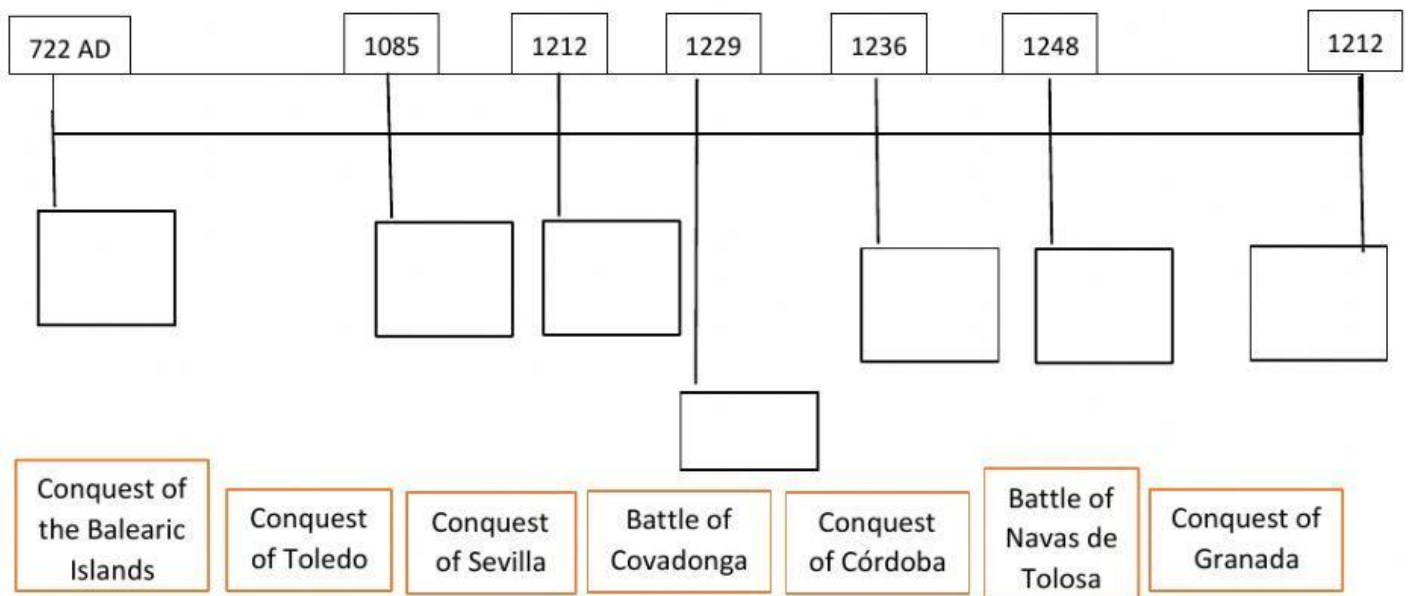 722 AD
1085
1212
1229
1236
1248
1212
Conquest of
the Balearic
Islands
Conquest
of Toledo
Conquest
of Sevilla
Battle of
Covadonga
Conquest
of Córdoba
Battle of
Navas de
Tolosa
Conquest of
Granada